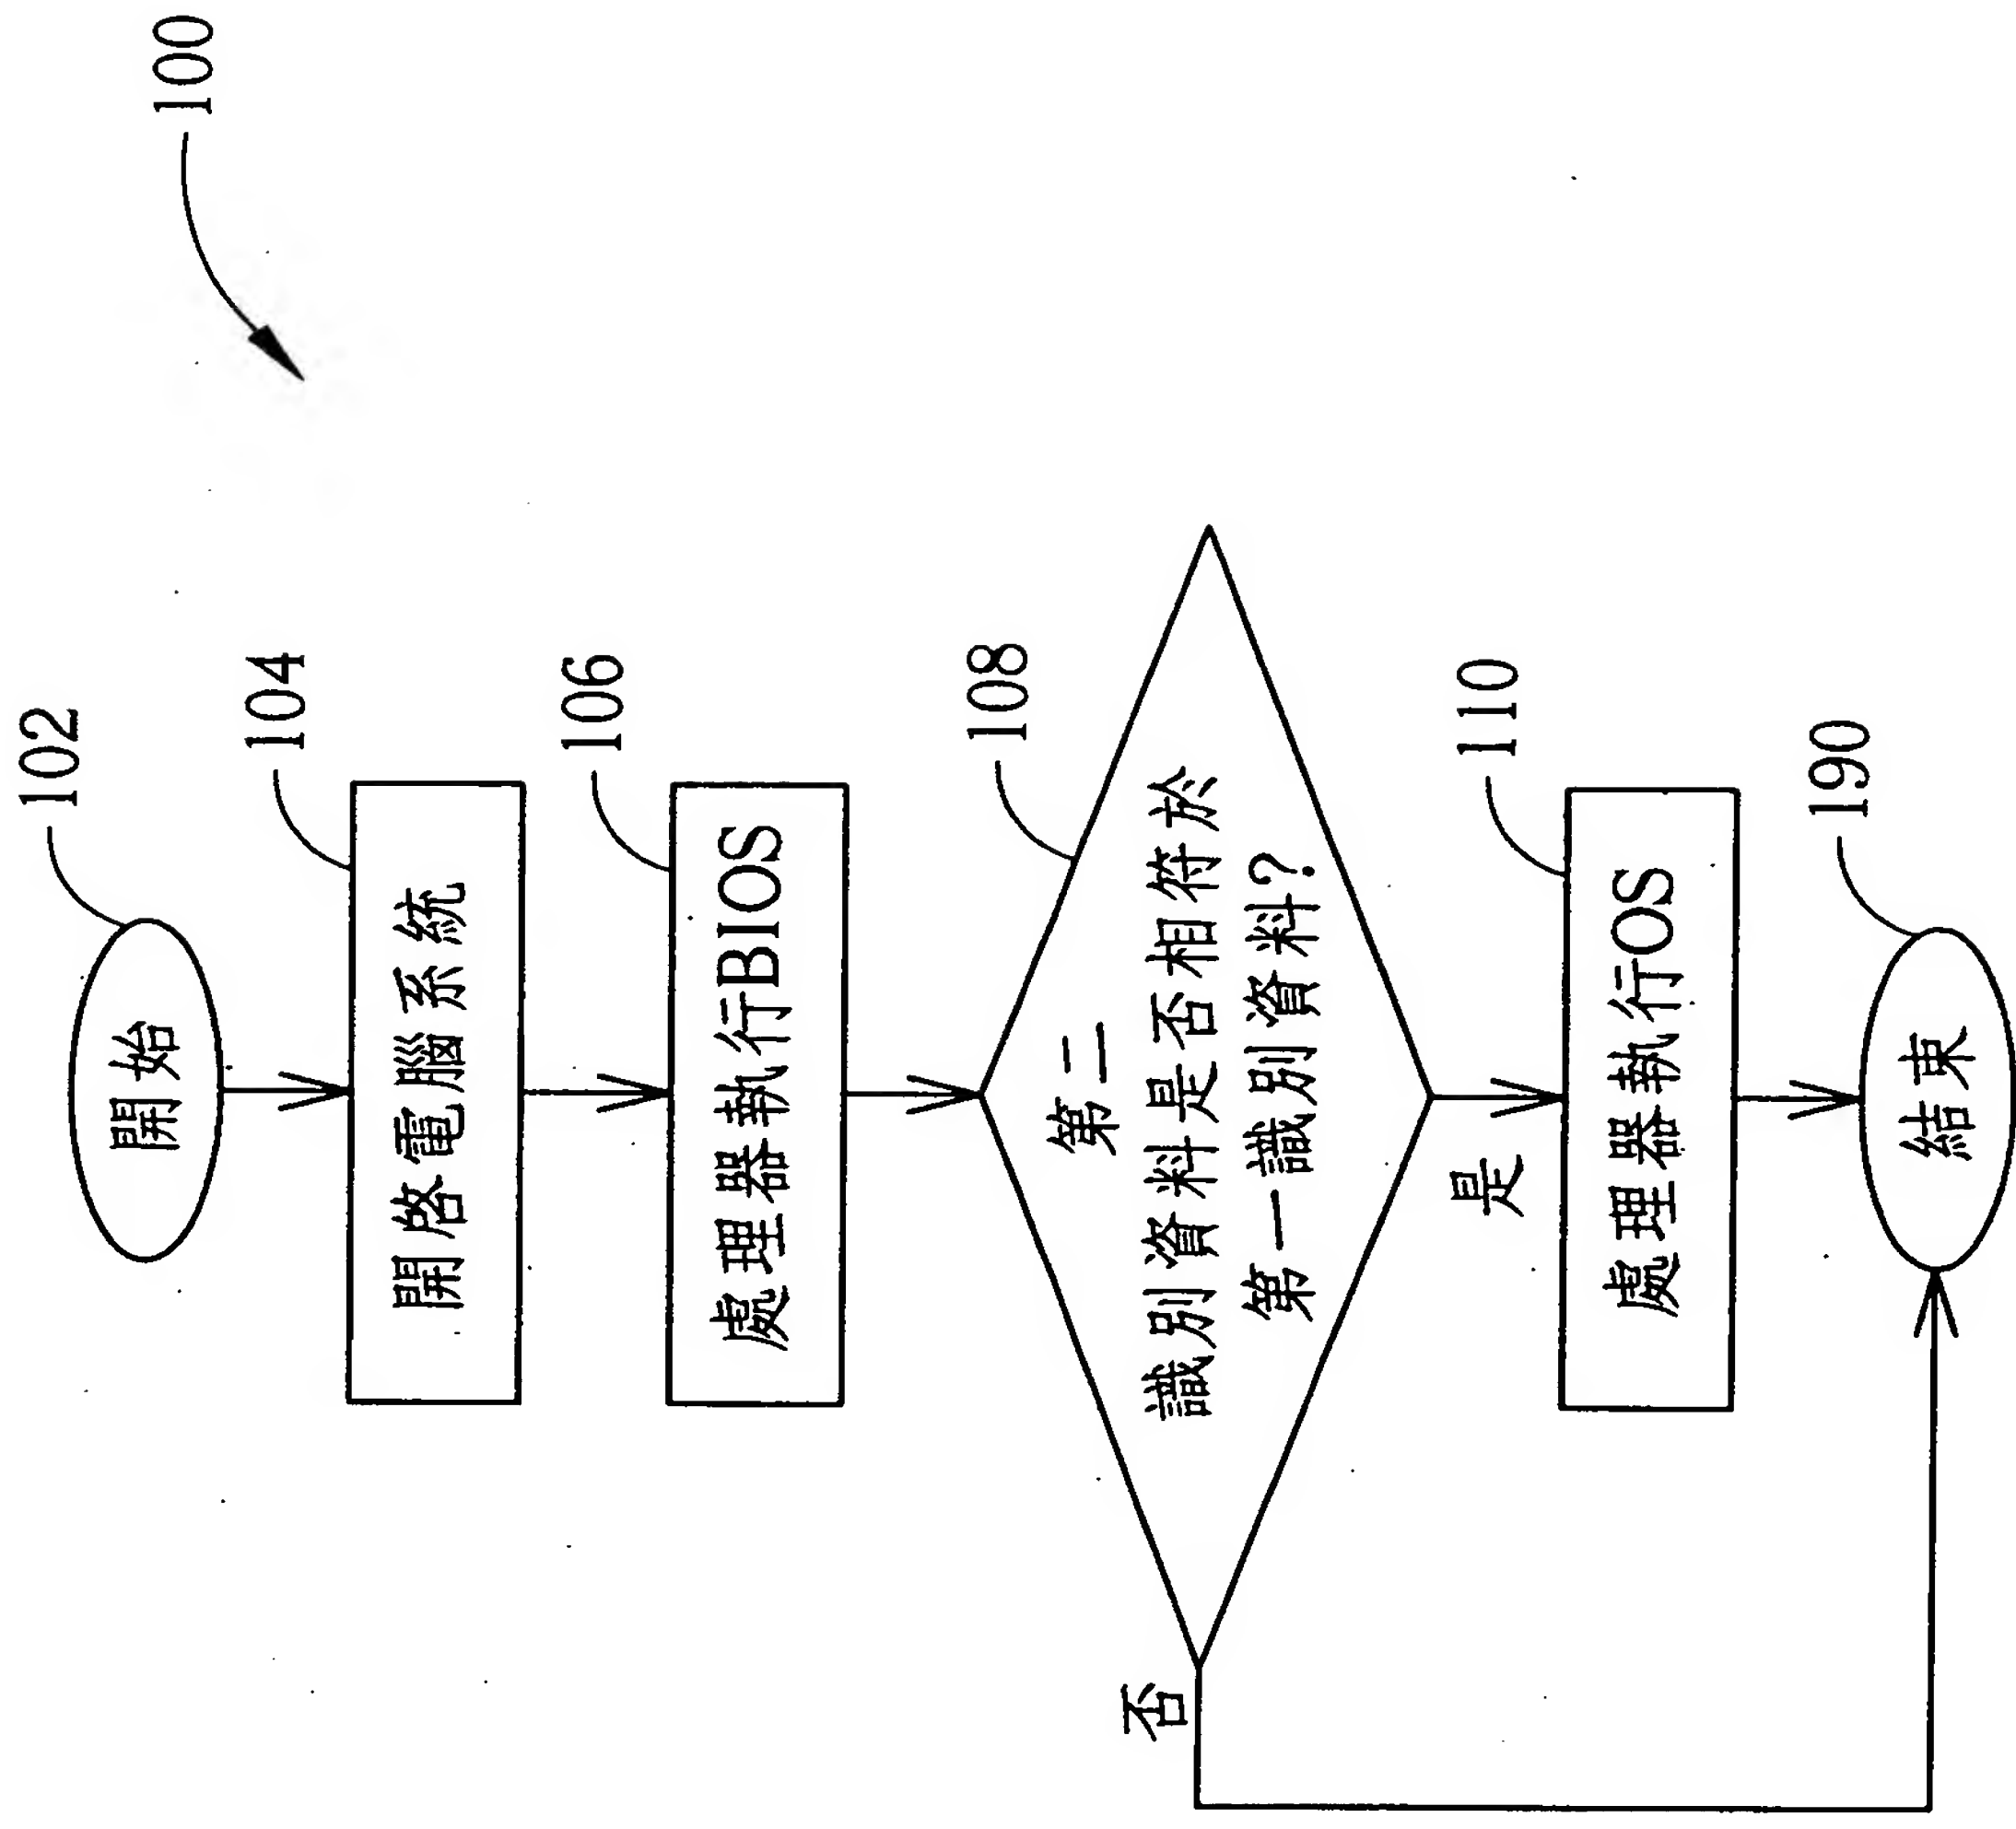 100
102
開始
104
開啓電腦系統
106
處理器執行BIOS
108
第二
識別資料是否相符於
第一識別資料?
否
是
110
處理器執行OS
190
結束